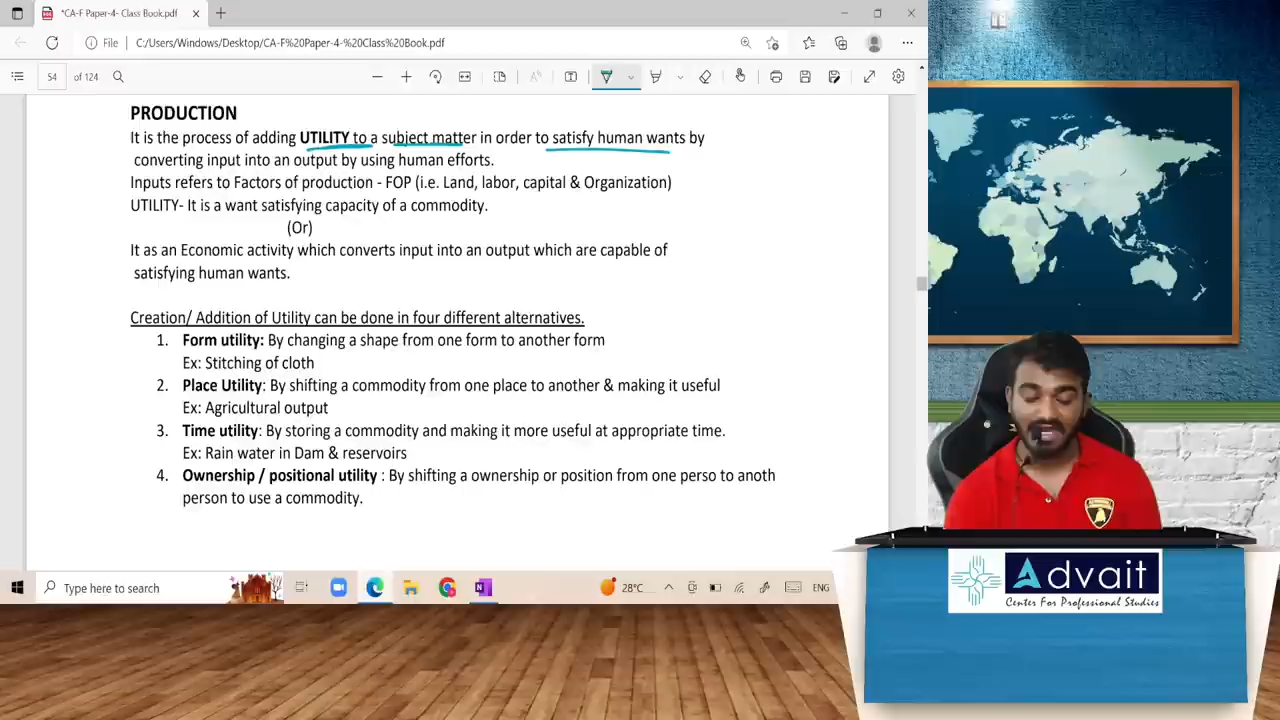 *CA-F Paper-4- Class Book.pdf
File
C:/Users/Windows/Desktop/CA-F%20Paper-4-%20Class%20Book.pdf
54 of 124
PRODUCTION
It is the process of adding UTILITY to a subject matter in order to satisfy human wants by
converting input into an output by using human efforts.
Inputs refers to Factors of production - FOP (i.e. Land, labor, capital & Organization)
UTILITY- It is a want satisfying capacity of a commodity.
(Or)
It as an Economic activity which converts input into an output which are capable of
satisfying human wants.
Creation/ Addition of Utility can be done in four different alternatives.
1. Form utility: By changing a shape from one form to another form
Ex: Stitching of cloth
2. Place Utility: By shifting a commodity from one place to another & making it useful
Ex: Agricultural output
3. Time utility: By storing a commodity and making it more useful at appropriate time.
Ex: Rain water in Dam & reservoirs
4. Ownership / positional utility : By shifting a ownership or position from one perso to anoth
person to use a commodity.
Type here to search
28°C
ENG
Advait
Center For Professional Studies